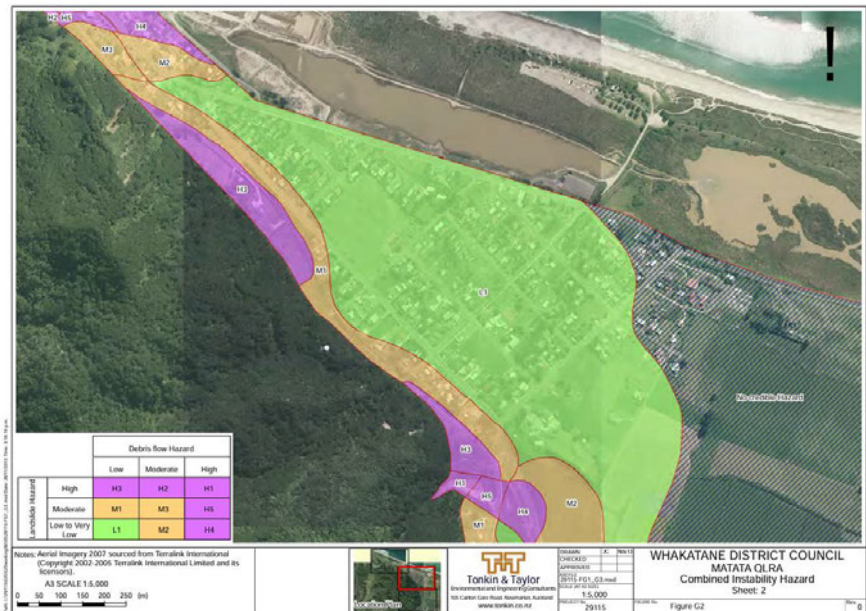 H2
H5
H4
M3
M2
H3
M1
L1
No credible Hazard
H3
H1
H5
H4
M2
M1
Debris flow Hazard
Low
Moderate
High
Landslide Hazard
High
H3
H2
H1
Moderate
M1
M3
H5
Low to Very
Low
L1
M2
H4
Notes: Aerial Imagery 2007 sourced from Terralink International
(Copyright 2002-2005 Terralink International Limited and its
licensors).
A3 SCALE 1:5,000
0 50 100 150 200 250 (m)
Location Plan
T&T
Tonkin & Taylor
Environmental and Engineering Consultants
www.tonkin.co.nz
DRAWN
CHECKED
APPROVED
1:5,000
29115
WHAKATANE DISTRICT COUNCIL
MATATA QLRA
Combined Instability Hazard
Sheet: 2
Figure G2